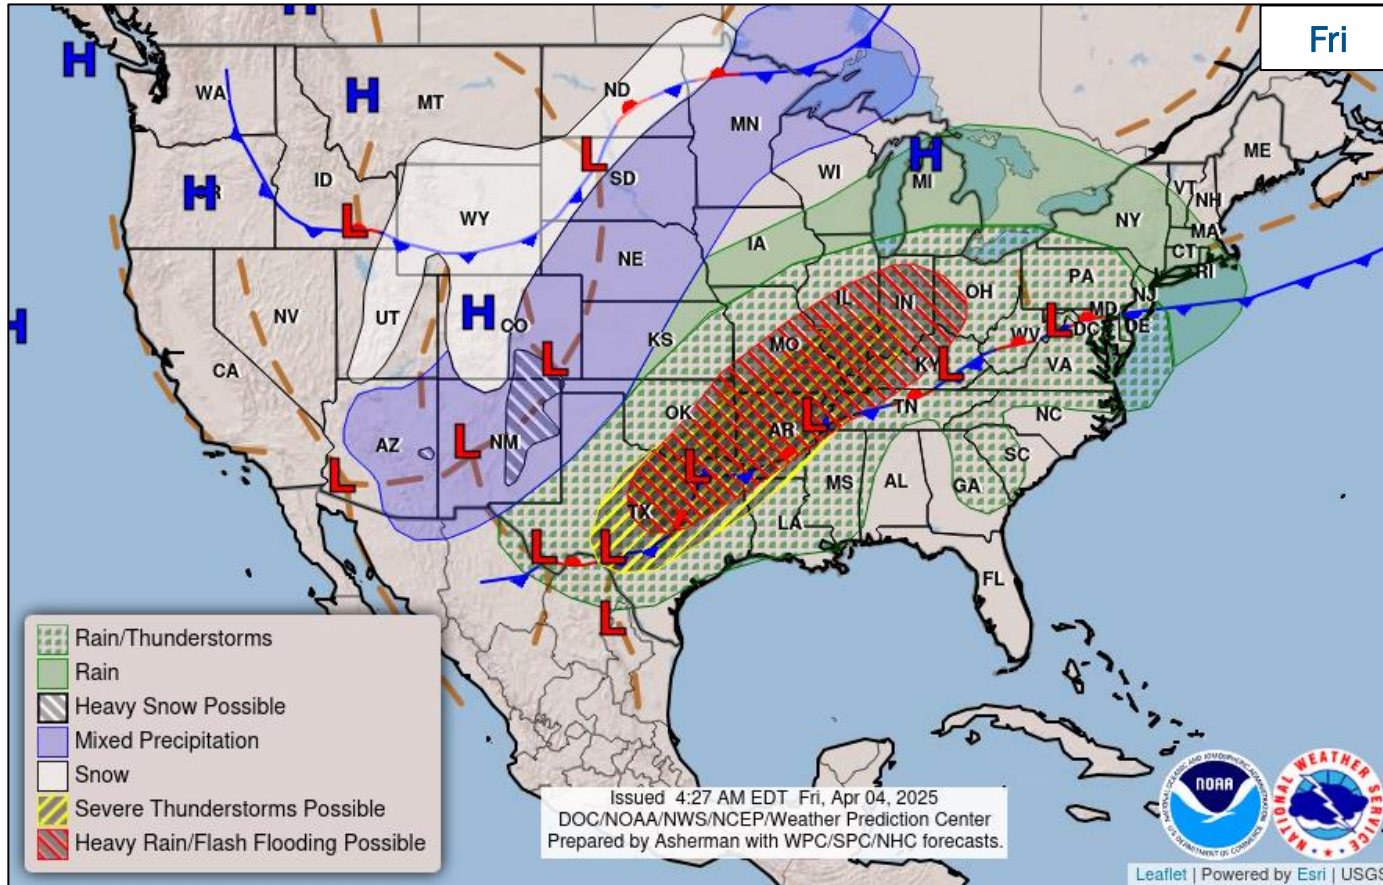 Fri
H
H
WA
H
MT
ND
MN
H
R
ID
L
WY
L
SD
WI
H
MI
ME
VT
NH
NY
MA
CT
RI
NE
IA
PA
NJ
H
NV
UT
H
CO
KS
MO
IL
IN
OH
WV
L
MD
DC
DE
VA
CA
L
KY
L
AZ
L
NM
OK
AR
L
TN
NC
SC
L
L
TX
MS
AL
GA
LA
L
L
L
FL
Rain/Thunderstorms
Rain
Heavy Snow Possible
Mixed Precipitation
Snow
Severe Thunderstorms Possible
Heavy Rain/Flash Flooding Possible
Issued 4:27 AM EDT Fri, Apr 04, 2025
DOC/NOAA/NWS/NCEP/Weather Prediction Center
Prepared by Asherman with WPC/SPC/NHC forecasts.
NOAA
NATIONAL WEATHER SERVICE
Leaflet | Powered by Esri | USGS